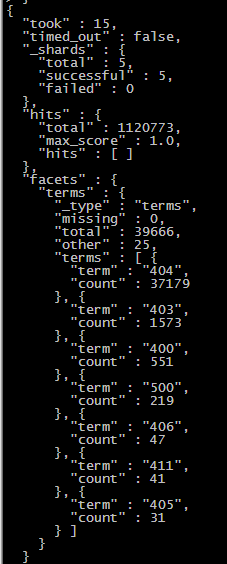 {
  "took" : 15,
  "timed_out" : false,
  "_shards" : {
    "total" : 5,
    "successful" : 5,
    "failed" : 0
  },
  "hits" : {
    "total" : 1120773,
    "max_score" : 1.0,
    "hits" : [ ]
  },
  "facets" : {
    "terms" : {
      "_type" : "terms",
      "missing" : 0,
      "total" : 39666,
      "other" : 25,
      "terms" : [ {
        "term" : "404",
        "count" : 37179
      }, {
        "term" : "403",
        "count" : 1573
      }, {
        "term" : "400",
        "count" : 551
      }, {
        "term" : "500",
        "count" : 219
      }, {
        "term" : "406",
        "count" : 47
      }, {
        "term" : "411",
        "count" : 41
      }, {
        "term" : "405",
        "count" : 31
      } ]
    }
  }